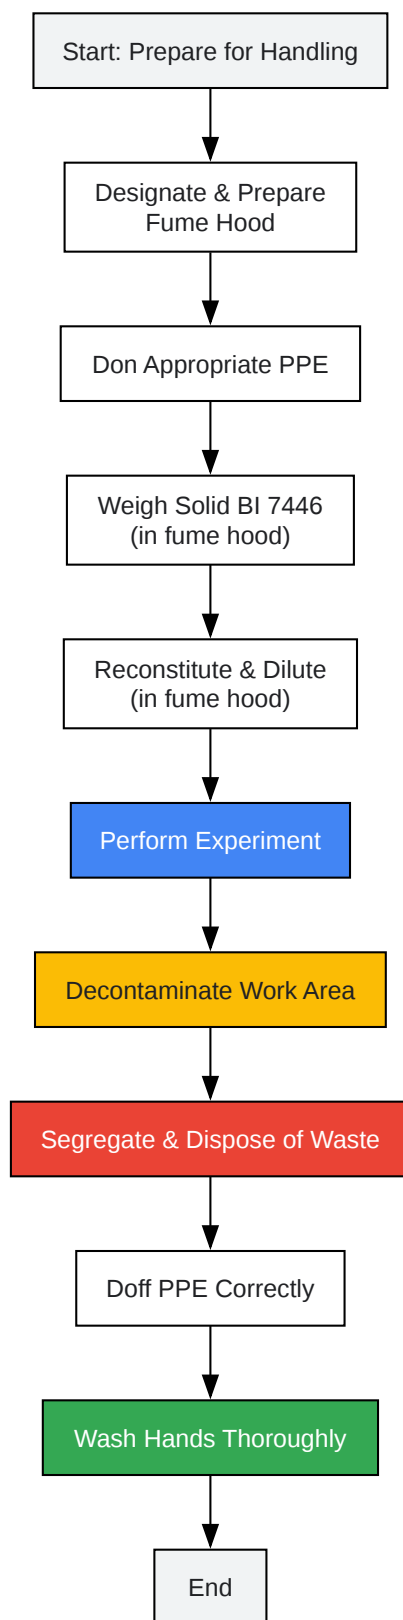 Start: Prepare for Handling
Designate & Prepare
Fume Hood
Don Appropriate PPE
Weigh Solid BI 7446
(in fume hood)
Reconstitute & Dilute
(in fume hood)
Perform Experiment
Decontaminate Work Area
Segregate & Dispose of Waste
Doff PPE Correctly
Wash Hands Thoroughly
End